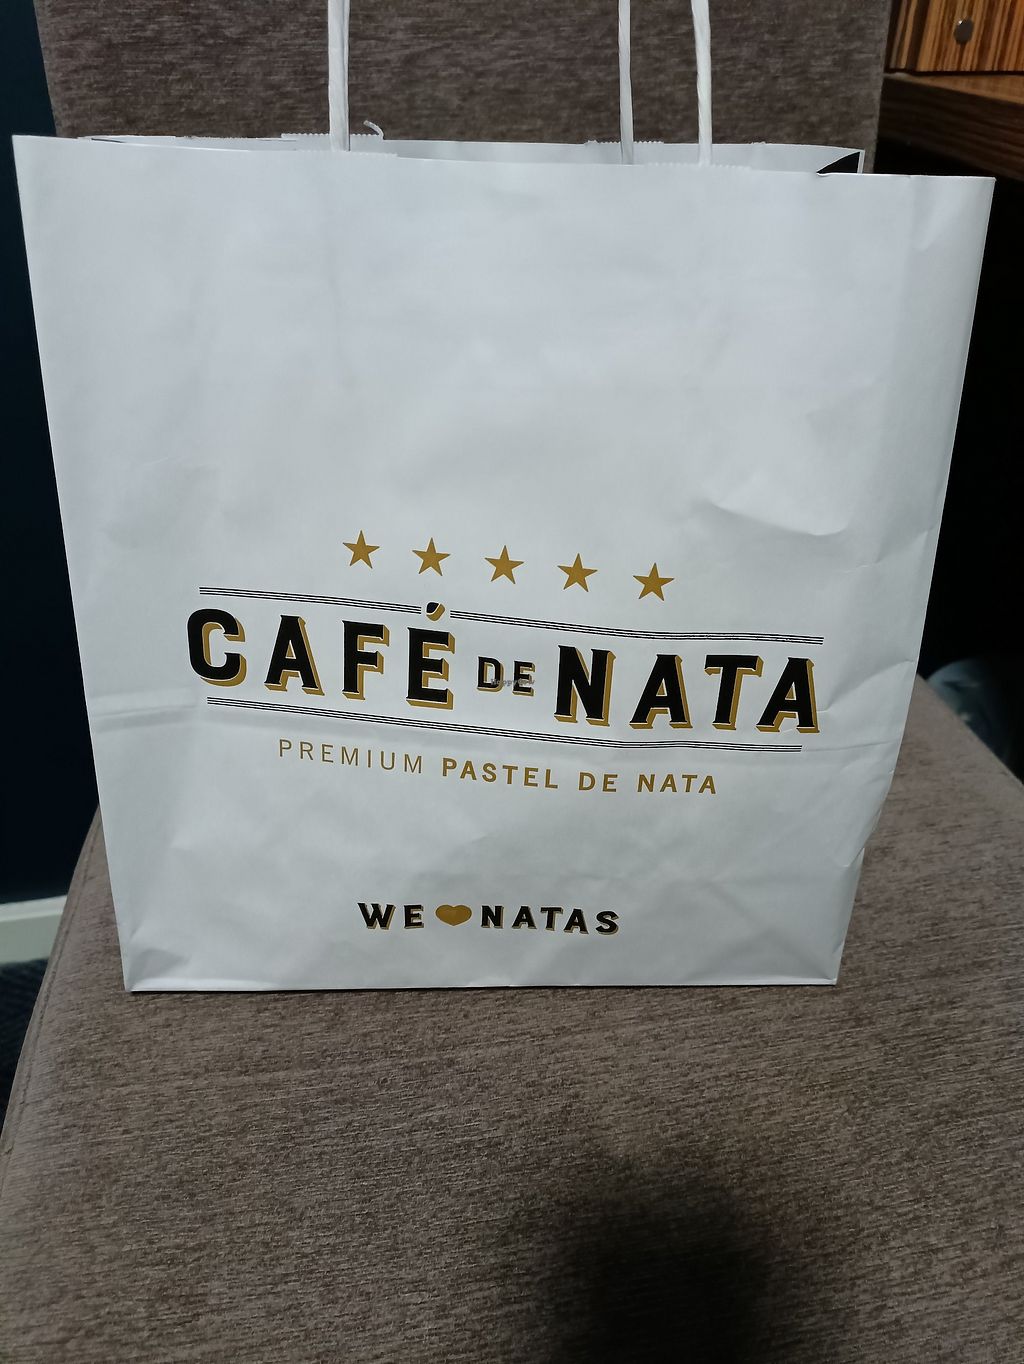 CAFÉ DE NATA
PREMIUM PASTEL DE NATA
WE NATAS